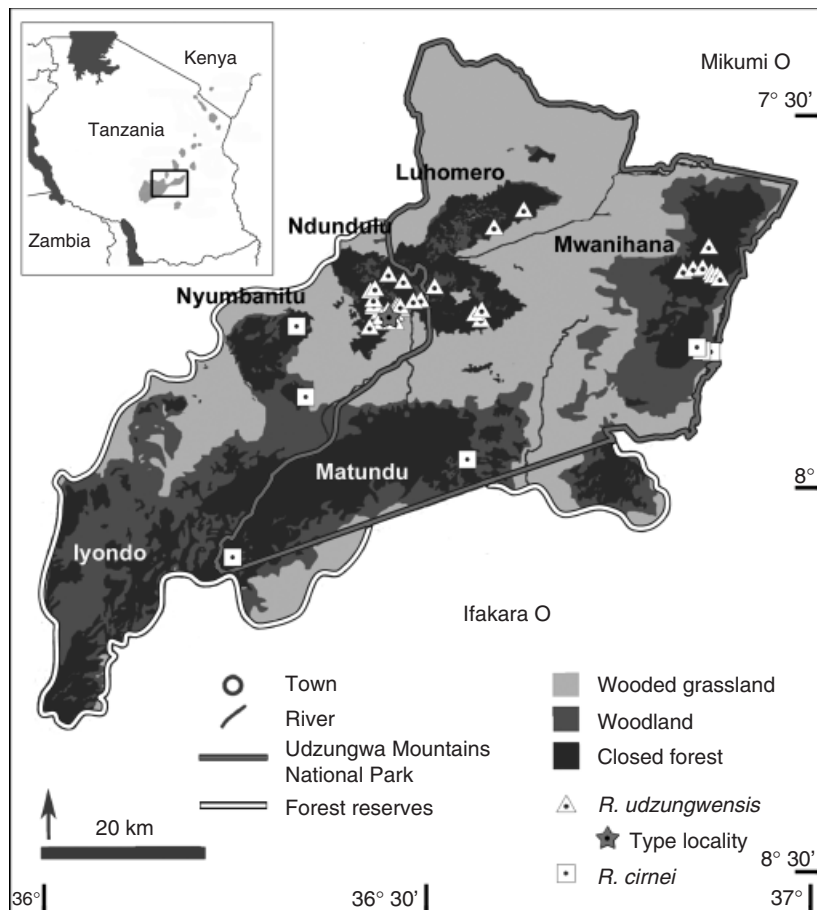 Kenya
Tanzania
Zambia
Mikumi O
7° 30'
Luhomero
Ndundulu
Mwanihana
Nyumbanitu
Matundu
8°
Iyondo
Ifakara O
Town
River
Udzungwa Mountains
National Park
Forest reserves
20 km
Wooded grassland
Woodland
Closed forest
R. udzungwensis
Type locality
R. cirnei
8° 30'
36°
36° 30'
37°